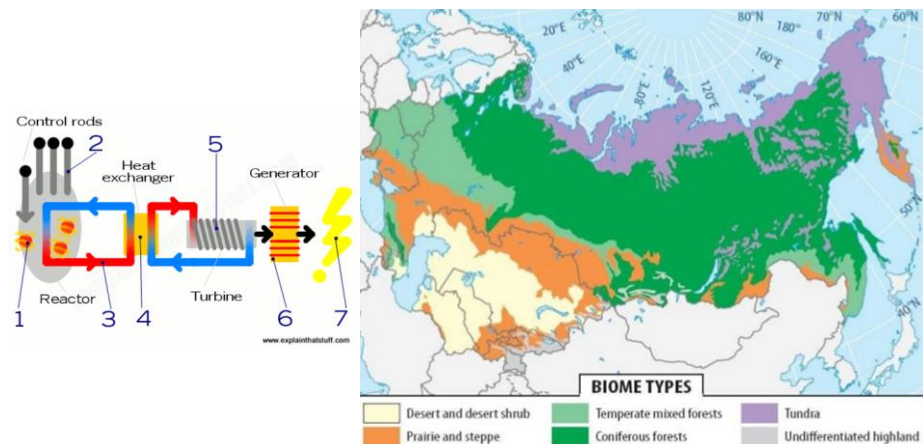 Control rods
2
Heat
exchanger
5
Generator
1
Reactor
3
4
Turbine
6
7
www.explainthatstuff.com
20°E
40°E
60°E
80°E
120°E
160°E
180°
80°N
70°N
60°N
50°N
40°N
BIOME TYPES
Desert and desert shrub
Temperate mixed forests
Tundra
Prairie and steppe
Coniferous forests
Undifferentiated highland